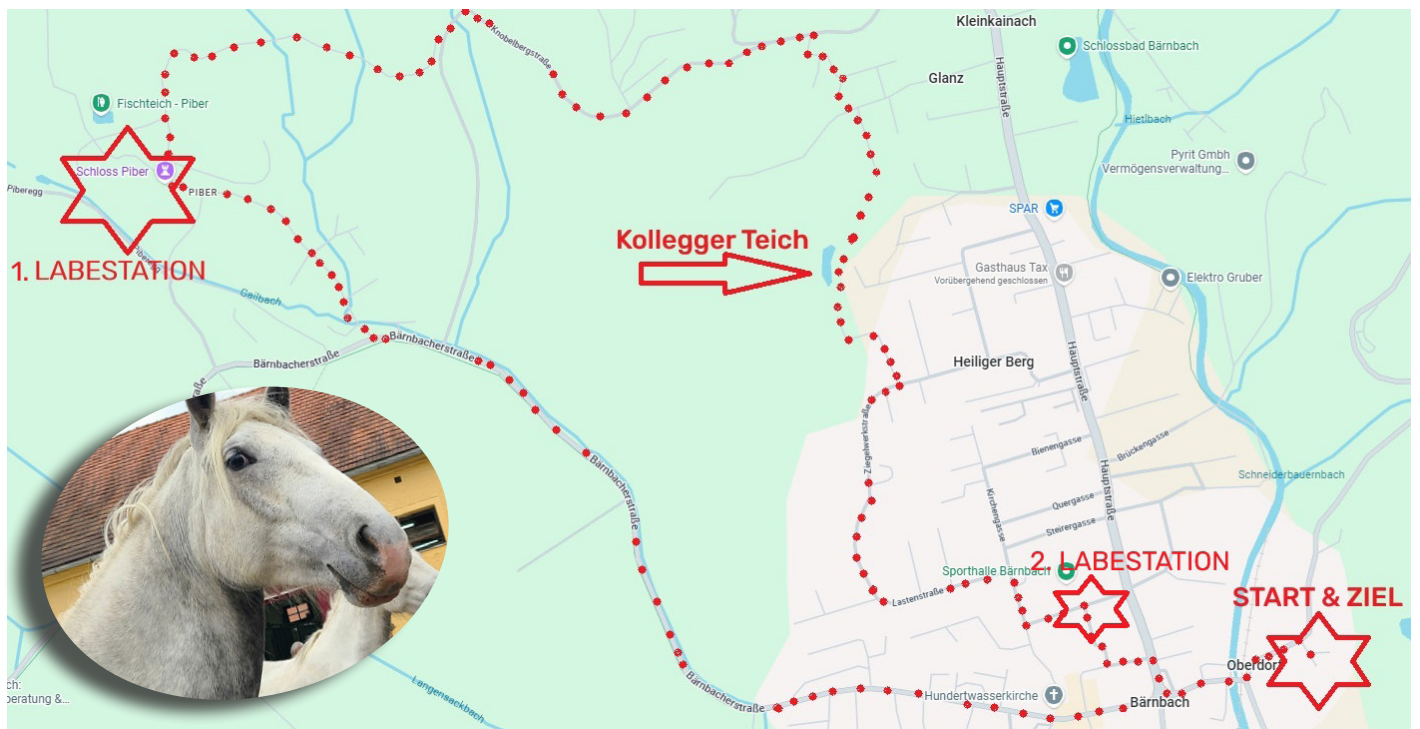 Kleinkainach
Schlossbad Bärnbach
Knobelbergstraße
Hauptstraße
Glanz
Fischteich - Piber
Hietlbach
Pyrit Gmbh
Vermögensverwaltung...
Schloss Piber
Piberegg
PIBER
SPAR
Kollegger Teich
1. LABESTATION
Gasthaus Tax
Vorübergehend geschlossen
Elektro Gruber
Gailbach
Bärnbacherstraße
Bärnbacherstraße
Heiliger Berg
Hauptstraße
Ziegelwerkstraße
Bienengasse
Brückengasse
Bärnbacherstraße
Hauptstraße
Schneiderbauernbach
Kirchengasse
Quergasse
Steirergasse
2. LABESTATION
Sporthalle Bärnbach
Lastenstraße
START & ZIEL
Oberdorf
Langensackbach
Bärnbacherstraße
Hundertwasserkirche
Bärnbach